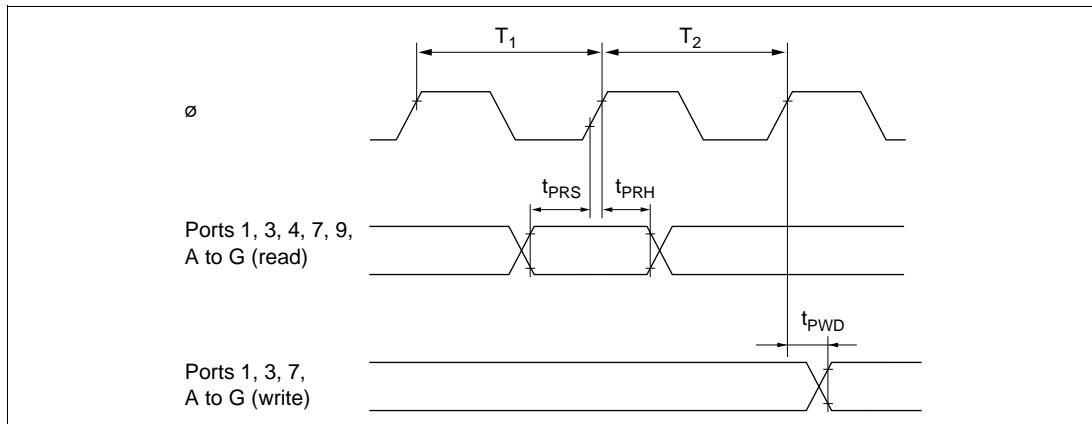 T1 T2
ø
tPRS tPRH
Ports 1, 3, 4, 7, 9,
A to G (read)
tPWD
Ports 1, 3, 7,
A to G (write)